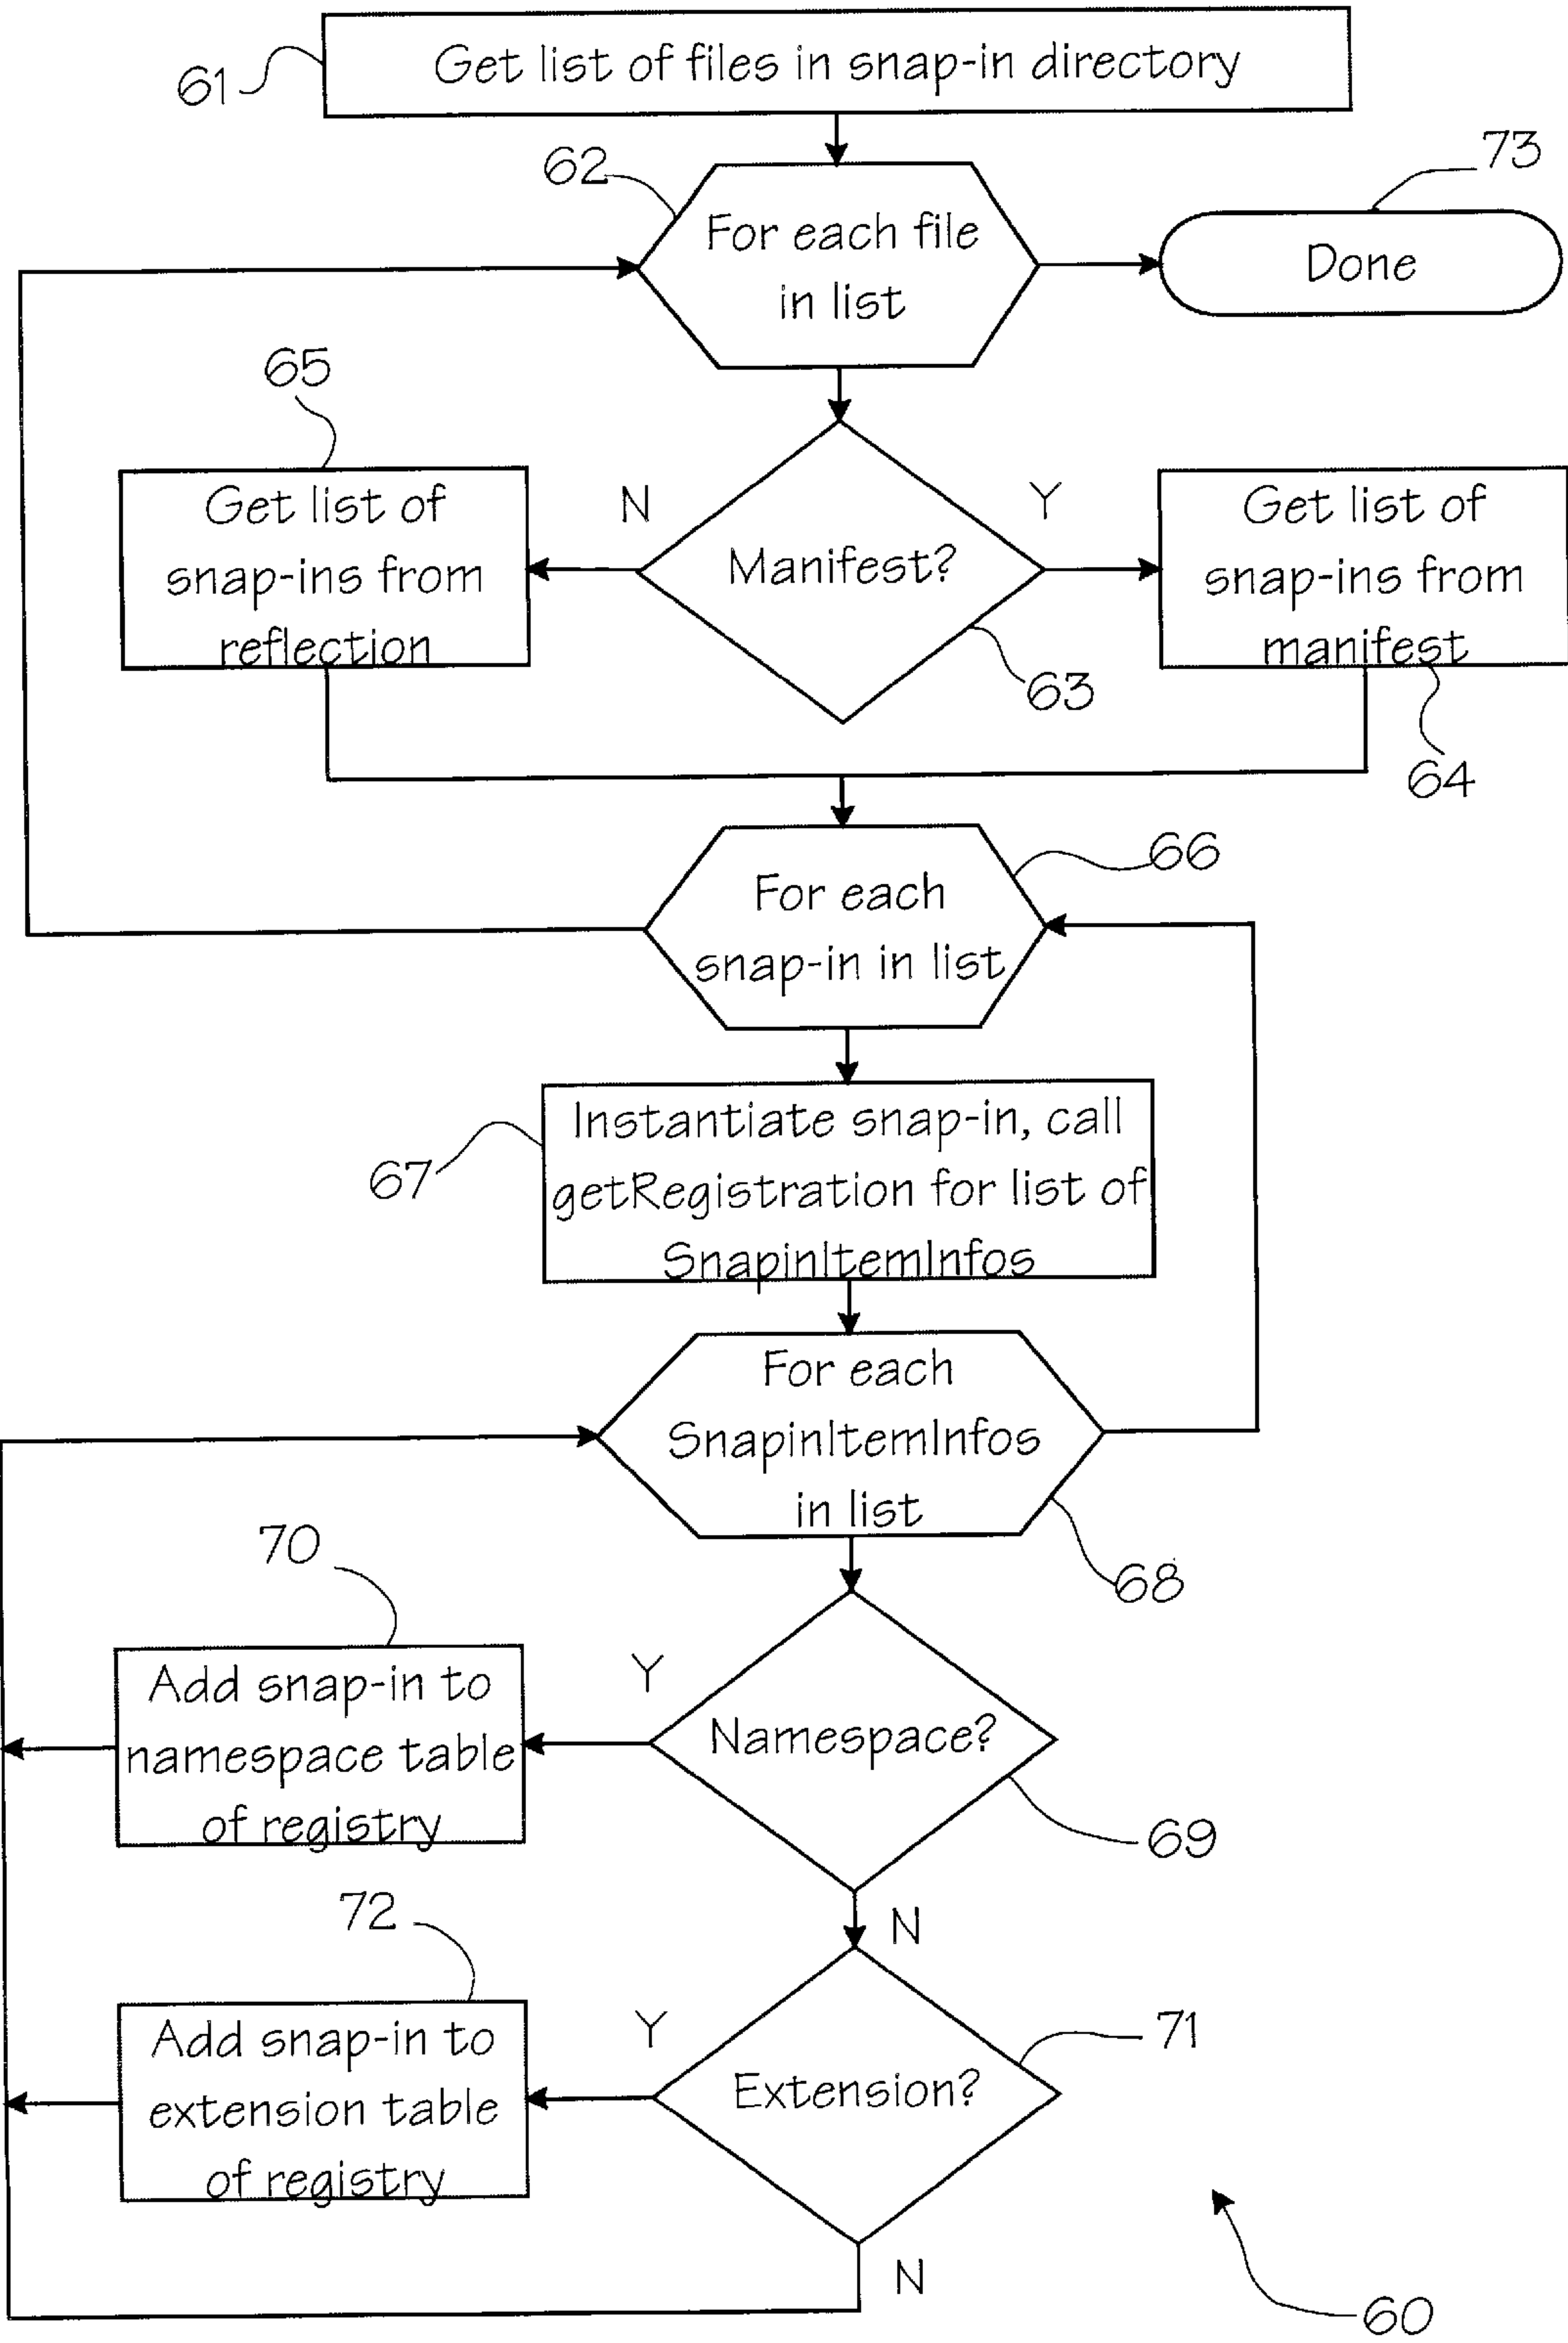 61
Get list of files in snap-in directory
62
For each file
in list
73
Done
65
Get list of
snap-ins from
reflection
N
Manifest?
Y
63
Get list of
snap-ins from
manifest
64
For each
snap-in in list
66
67
Instantiate snap-in, call
getRegistration for list of
SnapinItemInfos
For each
SnapinItemInfos
in list
68
70
Add snap-in to
namespace table
of registry
Y
Namespace?
69
N
72
Add snap-in to
extension table
of registry
Y
Extension?
71
N
60